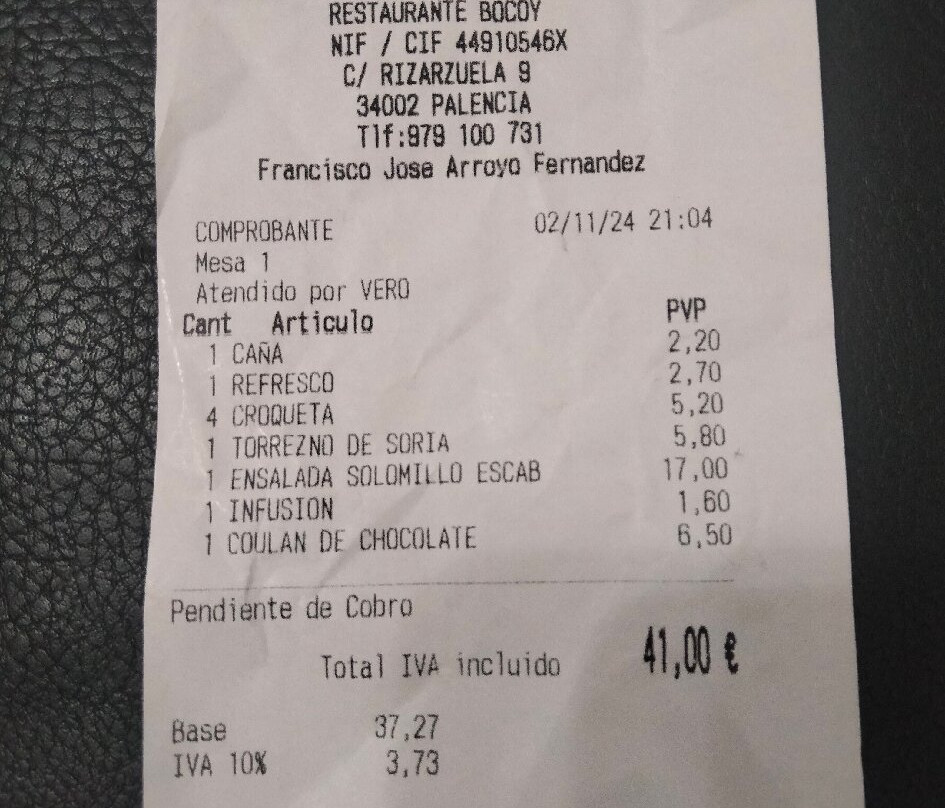 RESTAURANTE BOCOY
NIF / CIF 44910546X
C/ RIZARZUELA 9
34002 PALENCIA
Tlf:979 100 731
Francisco Jose Arroyo Fernandez
COMPROBANTE 02/11/24 21:04
Mesa 1
Atendido por VERO
Cant Articulo PVP
1 CAÑA 2,20
1 REFRESCO 2,70
4 CROQUETA 5,20
1 TORREZNO DE SORIA 5,80
1 ENSALADA SOLOMILLO ESCAB 17,00
1 INFUSION 1,60
1 COULAN DE CHOCOLATE 6,50
Pendiente de Cobro
Total IVA incluido 41,00 €
Base 37,27
IVA 10% 3,73